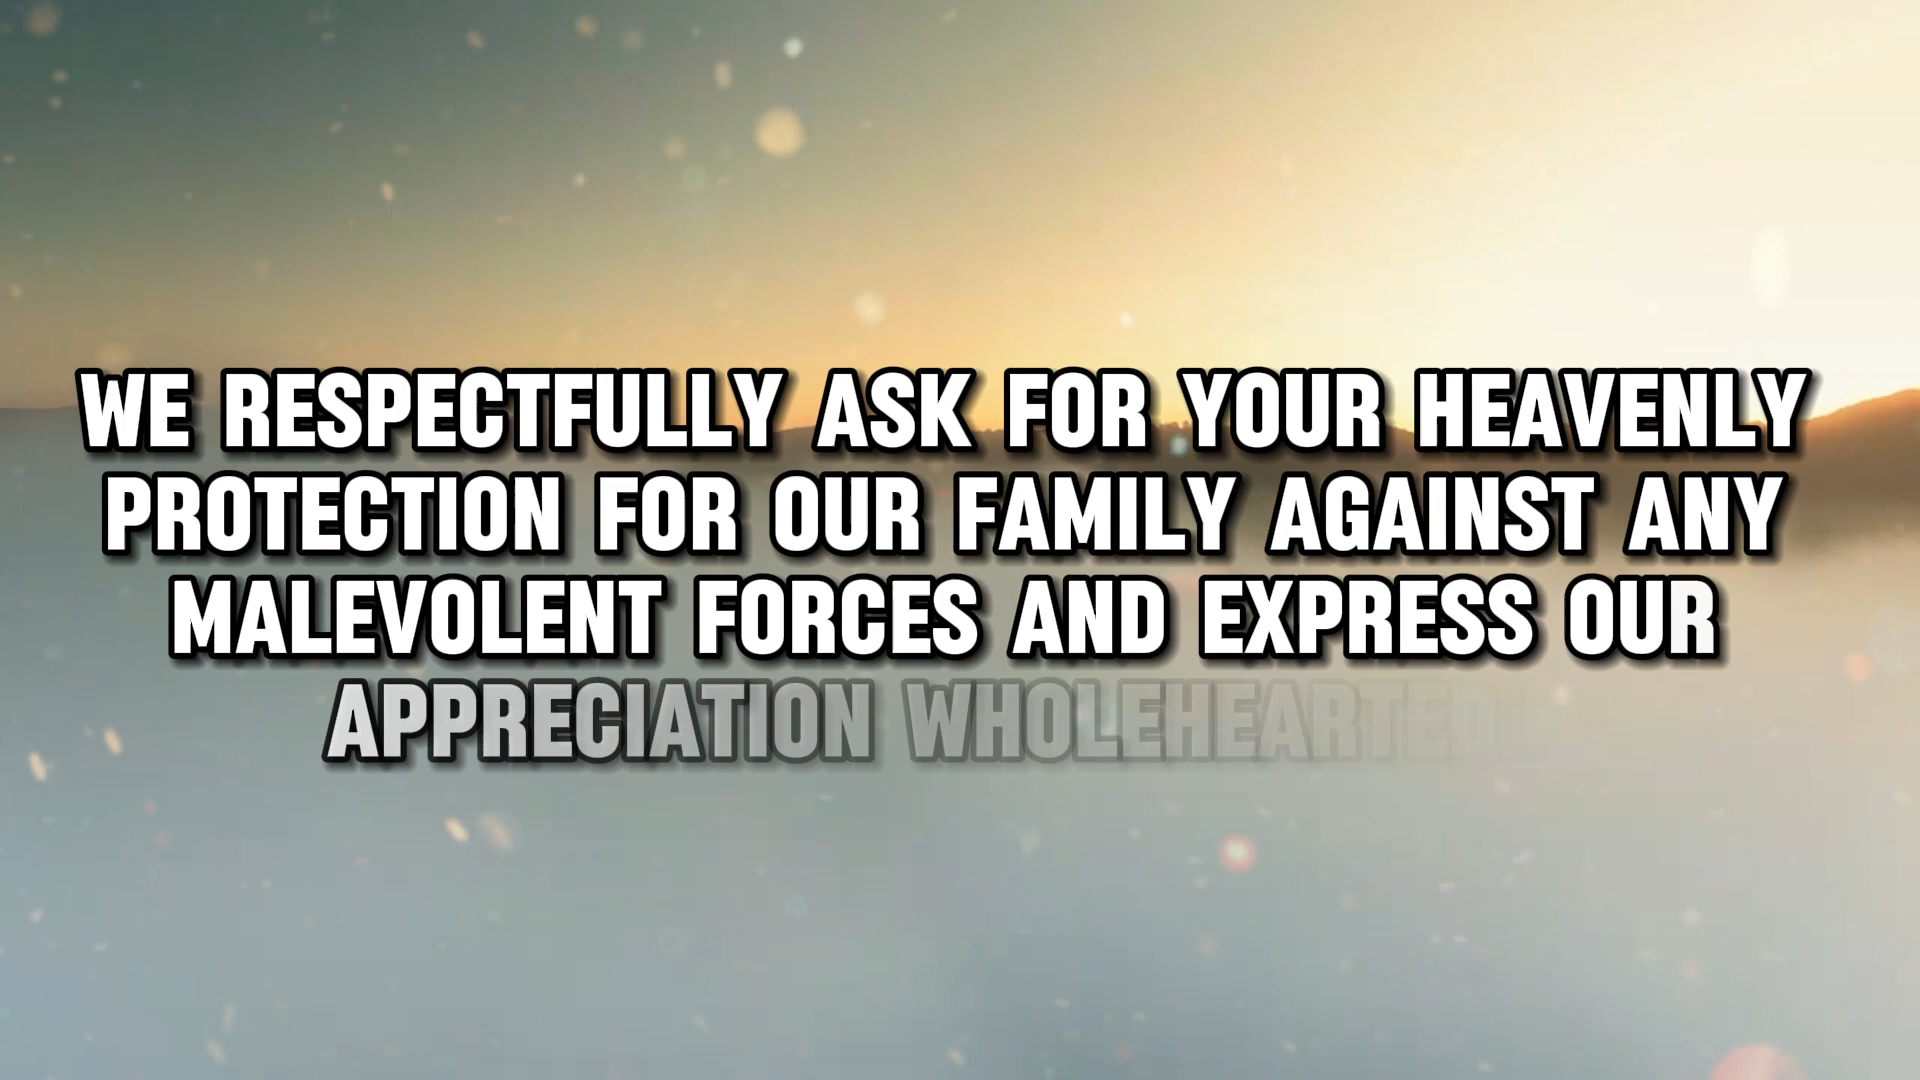 WE RESPECTFULLY ASK FOR YOUR HEAVENLY
PROTECTION FOR OUR FAMILY AGAINST ANY
MALEVOLENT FORCES AND EXPRESS OUR
APPRECIATION